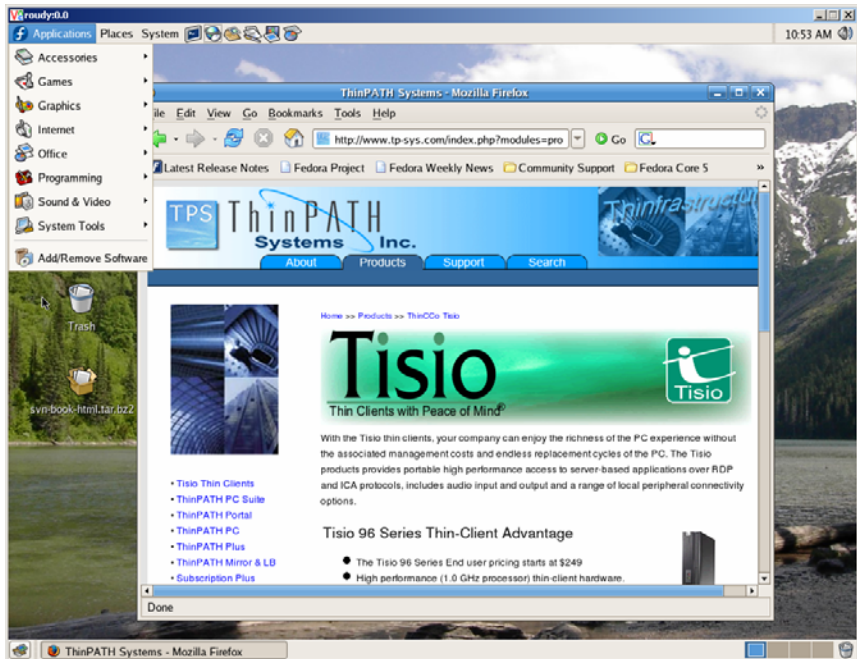 roudy:0.0
Applications Places System
10:53 AM
Accessories
Games
Graphics
Internet
Office
Programming
Sound & Video
System Tools
Add/Remove Software
ThinPATH Systems - Mozilla Firefox
ile Edit View Go Bookmarks Tools Help
http://www.tp-sys.com/index.php?modules=pro
Go
Latest Release Notes Fedora Project Fedora Weekly News Community Support Fedora Core 5 »
TPS ThinPATH
Systems Inc.
Thinfrastructur
About Products Support Search
Trash
svn-book-html.tar.bz2
Home >> Products >> ThinCCo Tisio
Tisio
Thin Clients with Peace of Mind®
Tisio
With the Tisio thin clients, your company can enjoy the richness of the PC experience without
the associated management costs and endless replacement cycles of the PC. The Tisio
products provides portable high performance access to server-based applications over RDP
and ICA protocols, includes audio input and output and a range of local peripheral connectivity
options.
• Tisio Thin Clients
• ThinPATH PC Suite
• ThinPATH Portal
• ThinPATH PC
• ThinPATH Plus
• ThinPATH Mirror & LB
• Subscription Plus
Tisio 96 Series Thin-Client Advantage
● The Tisio 96 Series End user pricing starts at $249
● High performance (1.0 GHz processor) thin-client hardware.
Done
ThinPATH Systems - Mozilla Firefox